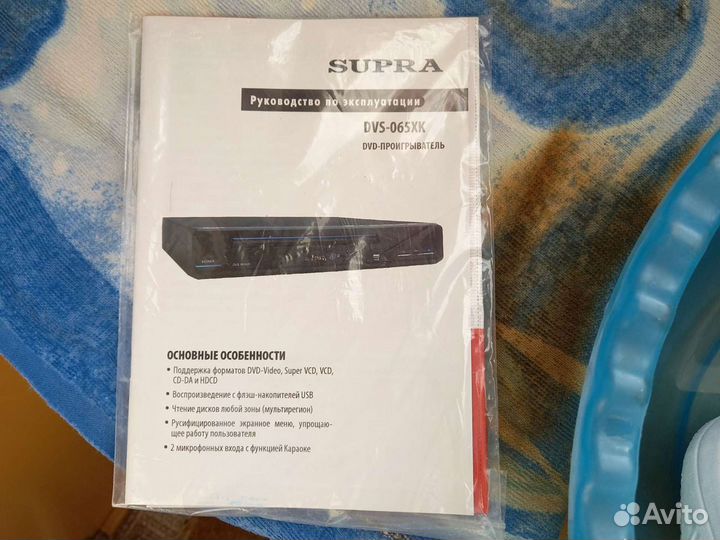 SUPRA
Руководство по эксплуатации
DVS-065XK
DVD-ПРОИГРЫВАТЕЛЬ
ОСНОВНЫЕ ОСОБЕННОСТИ
• Поддержка форматов DVD-Video, Super VCD, VCD,
CD-DA и HDCD
• Воспроизведение с флэш-накопителей USB
• Чтение дисков любой зоны (мультирегион)
• Русифицированное экранное меню, упрощаю-
щее работу пользователя
• 2 микрофонных входа с функцией Караоке
Avito